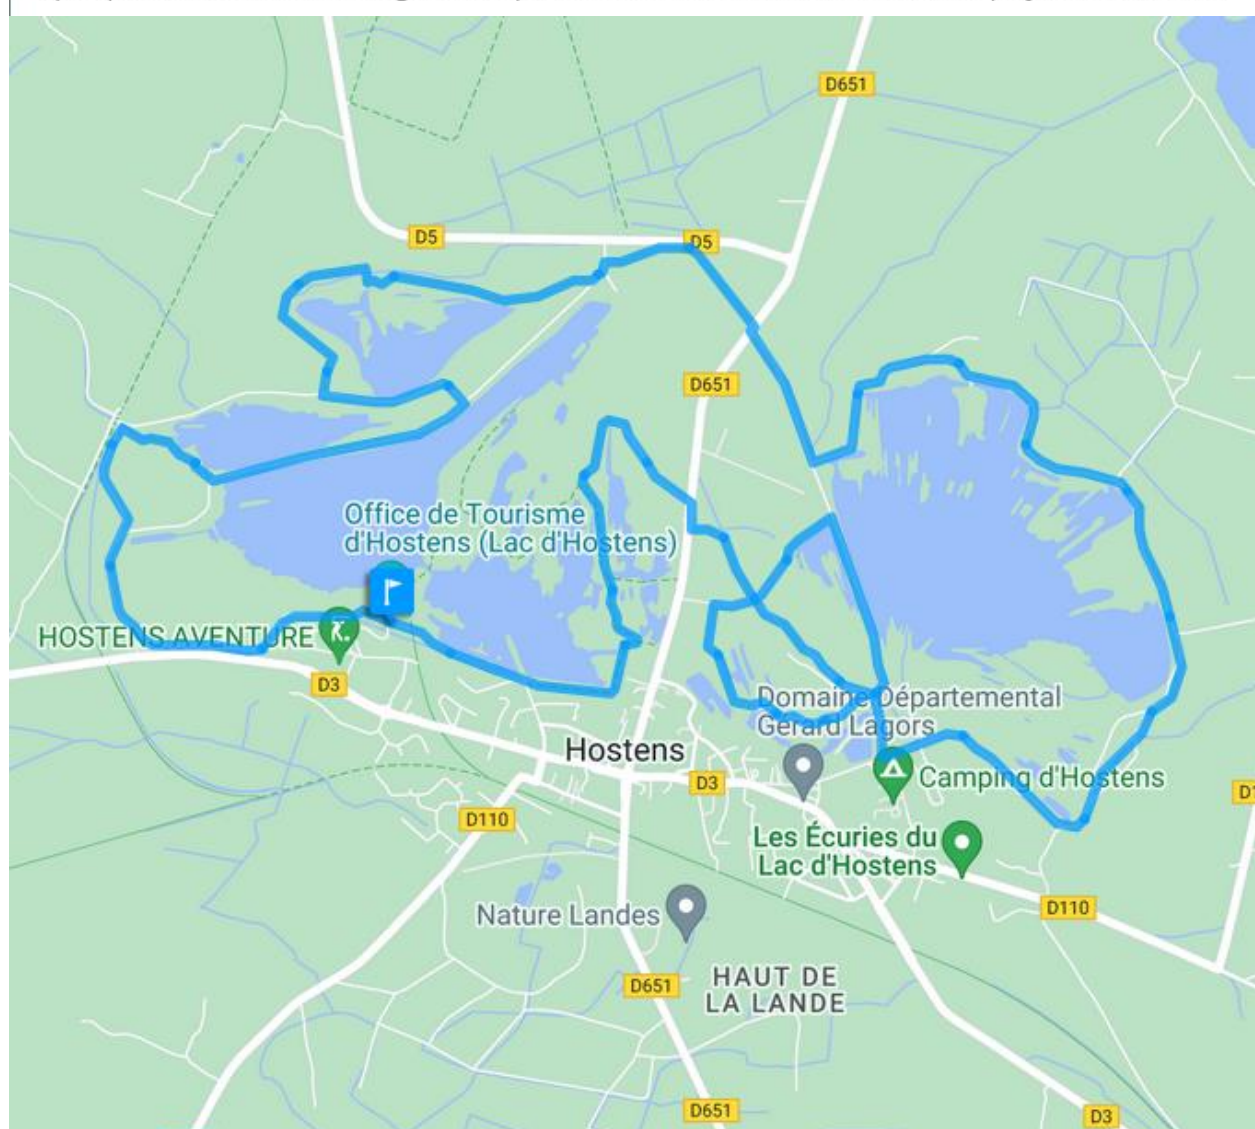 D651
D5
D5
D651
Office de Tourisme
d'Hostens (Lac d'Hostens)
HOSTENS AVENTURE
D3
Domaine Départemental
Gerard Lagors
Hostens
D3
Camping d'Hostens
D110
Les Écuries du
Lac d'Hostens
D110
Nature Landes
HAUT DE
LA LANDE
D651
D651
D3